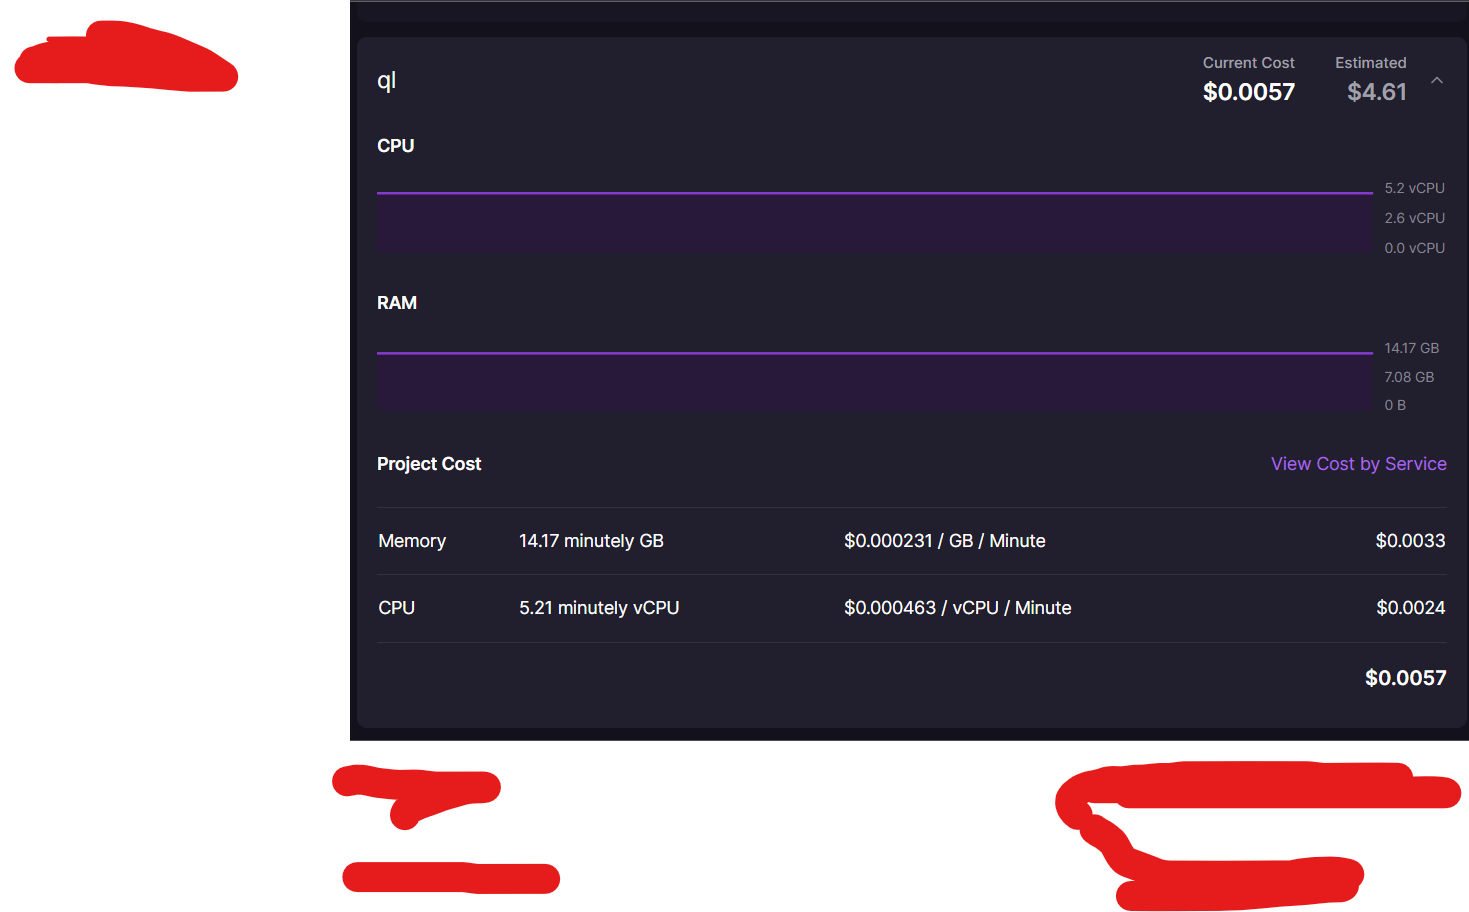 ql
Current Cost Estimated
$0.0057 $4.61
CPU
5.2 vCPU
2.6 vCPU
0.0 vCPU
RAM
14.17 GB
7.08 GB
0 B
Project Cost View Cost by Service
Memory 14.17 minutely GB $0.000231 / GB / Minute $0.0033
CPU 5.21 minutely vCPU $0.000463 / vCPU / Minute $0.0024
$0.0057